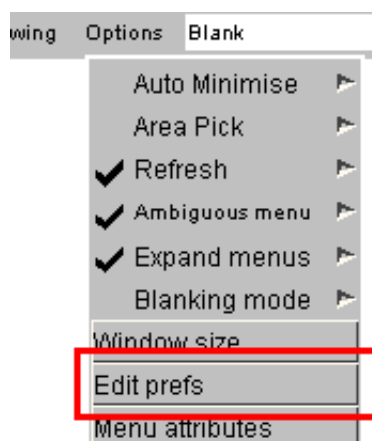 wing Options Blank
Auto Minimise
Area Pick
Refresh
Ambiguous menu
Expand menus
Blanking mode
Window size
Edit prefs
Menu attributes